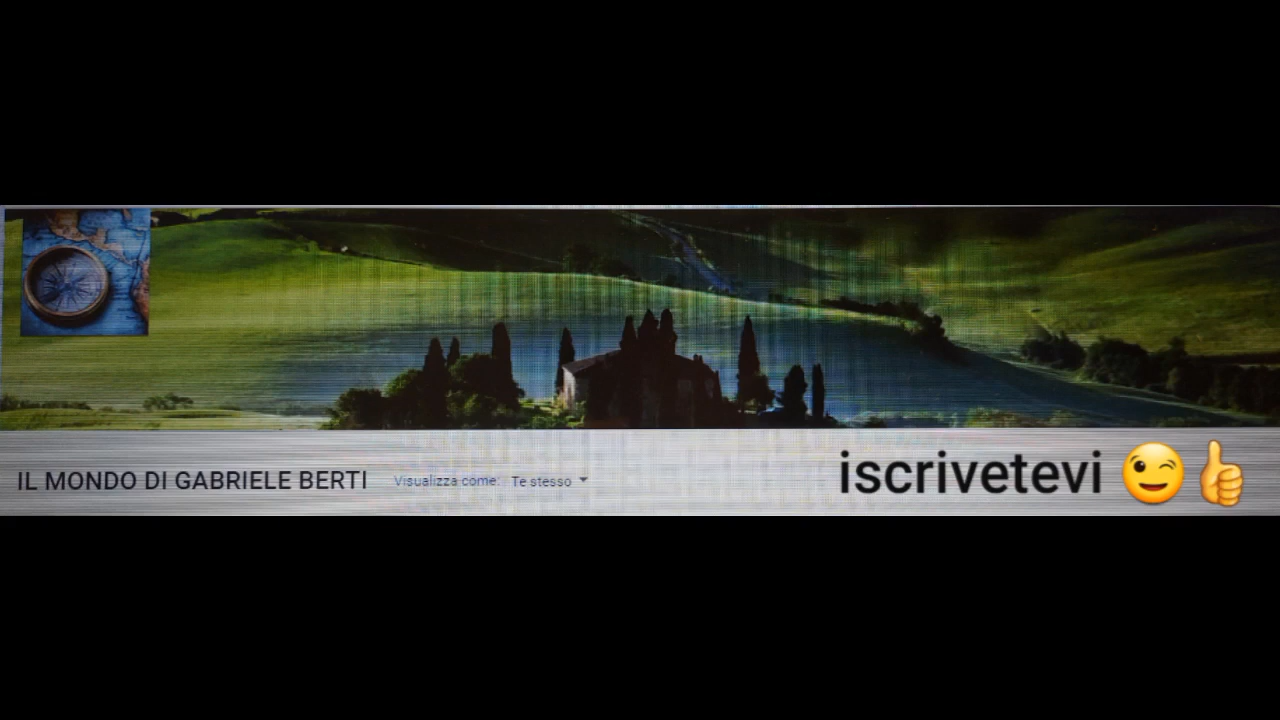 IL MONDO DI GABRIELE BERTI Visualizza come: Te stesso iscrivetevi 😉👍